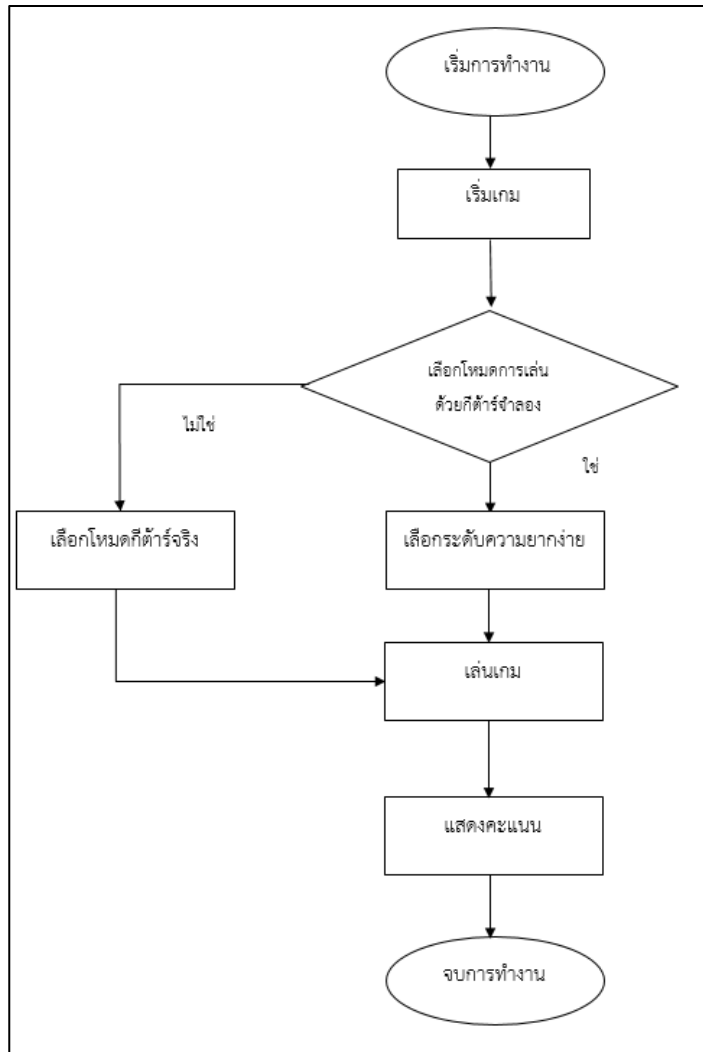 เริ่มการทำงาน
เริ่มเกม
เลือกโหมดการเล่น
ด้วยกีต้าร์จำลอง
ไม่ใช่
ใช่
เลือกโหมดกีต้าร์จริง
เลือกระดับความยากง่าย
เล่นเกม
แสดงคะแนน
จบการทำงาน